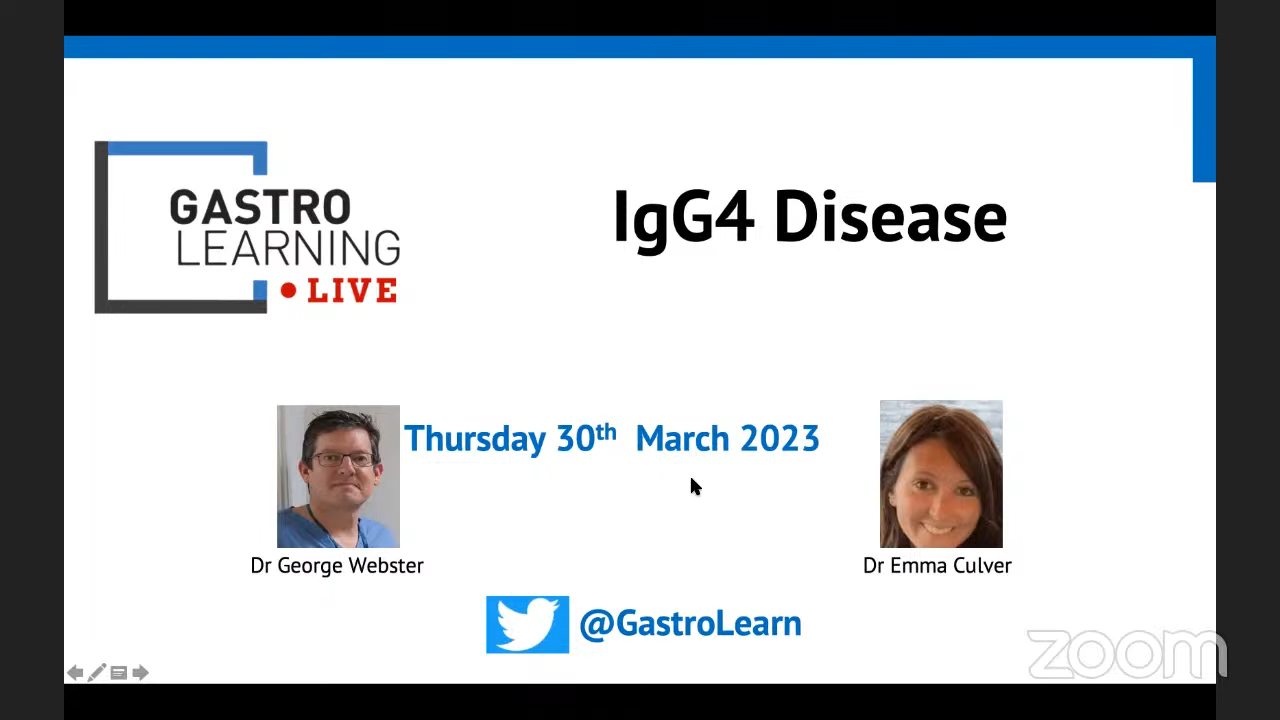 GASTRO
LEARNING
LIVE
IgG4 Disease
Thursday 30th March 2023
Dr George Webster
Dr Emma Culver
@GastroLearn
zoom